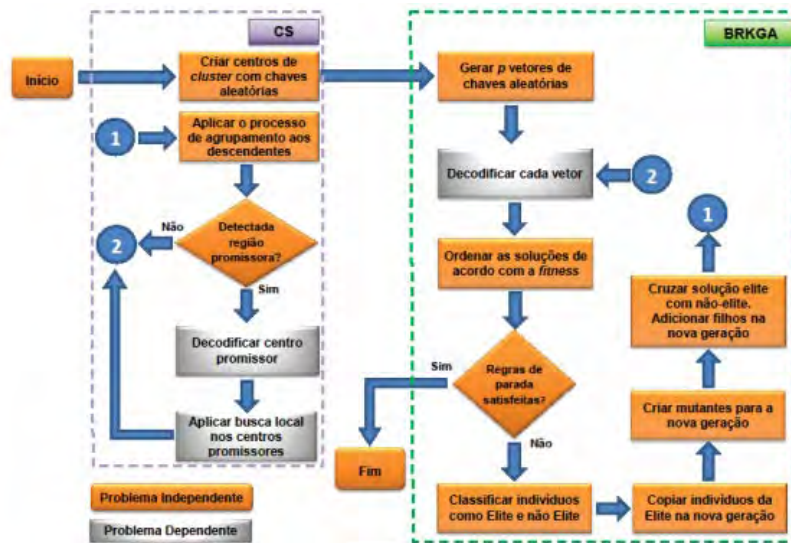 CS
BRKGA
Início
Criar centros de
cluster com chaves
aleatórias
Gerar p vetores de
chaves aleatórias
1
Aplicar o processo
de agrupamento aos
descendentes
Decodificar cada vetor
2
2
Não
Detectada
região
promissora?
Sim
1
Ordenar as soluções de
acordo com a fitness
Cruzar solução elite
com não-elite.
Adicionar filhos na
nova geração
Decodificar centro
promissor
Sim
Regras de
parada
satisfeitas?
Não
Criar mutantes para a
nova geração
Aplicar busca local
nos centros
promissores
Fim
Problema Independente
Problema Dependente
Classificar indivíduos
como Elite e não Elite
Copiar indivíduos da
Elite na nova geração